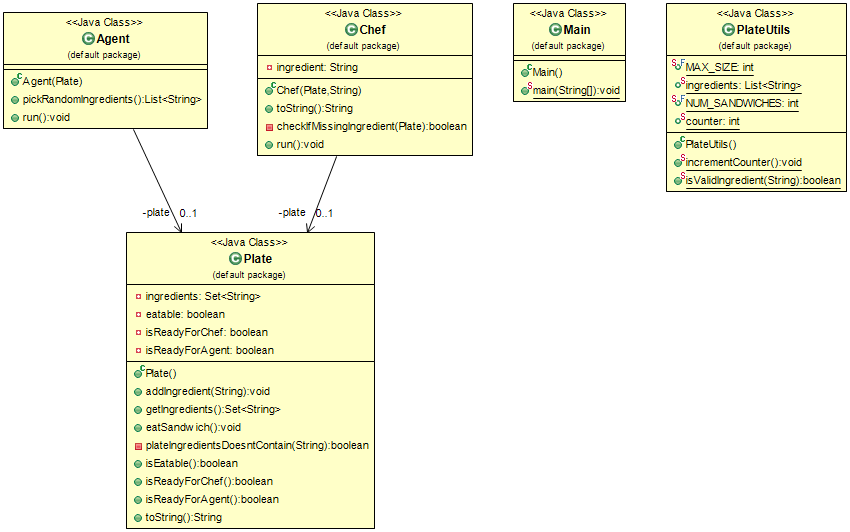 <<Java Class>>
Agent
(default package)
Agent(Plate)
pickRandomIngredients():List<String>
run():void
<<Java Class>>
Chef
(default package)
ingredient: String
Chef(Plate,String)
toString():String
checkIfMissingIngredient(Plate):boolean
run():void
<<Java Class>>
Main
(default package)
Main()
main(String[]):void
<<Java Class>>
PlateUtils
(default package)
MAX_SIZE: int
ingredients: List<String>
NUM_SANDWICHES: int
counter: int
PlateUtils()
incrementCounter():void
isValidIngredient(String):boolean
-plate 0..1
-plate 0..1
<<Java Class>>
Plate
(default package)
ingredients: Set<String>
eatable: boolean
isReadyForChef: boolean
isReadyForAgent: boolean
Plate()
addIngredient(String):void
getIngredients():Set<String>
eatSandwich():void
plateIngredientsDoesntContain(String):boolean
isEatable():boolean
isReadyForChef():boolean
isReadyForAgent():boolean
toString():String